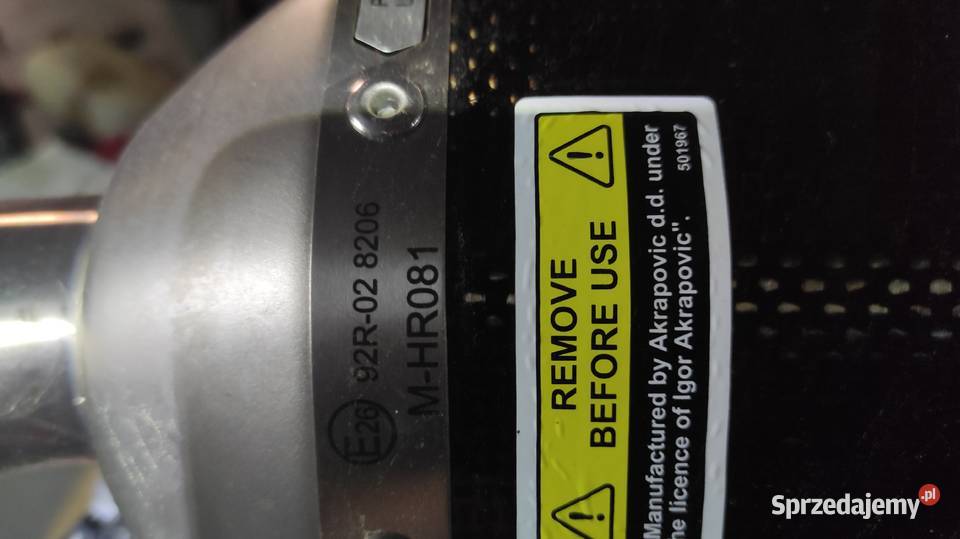 E26 92R-02 8206
M-HR081
REMOVE
BEFORE USE
Manufactured by Akrapovic d.d. under
licence of Igor Akrapovic".
501967
Sprzedajemy.pl